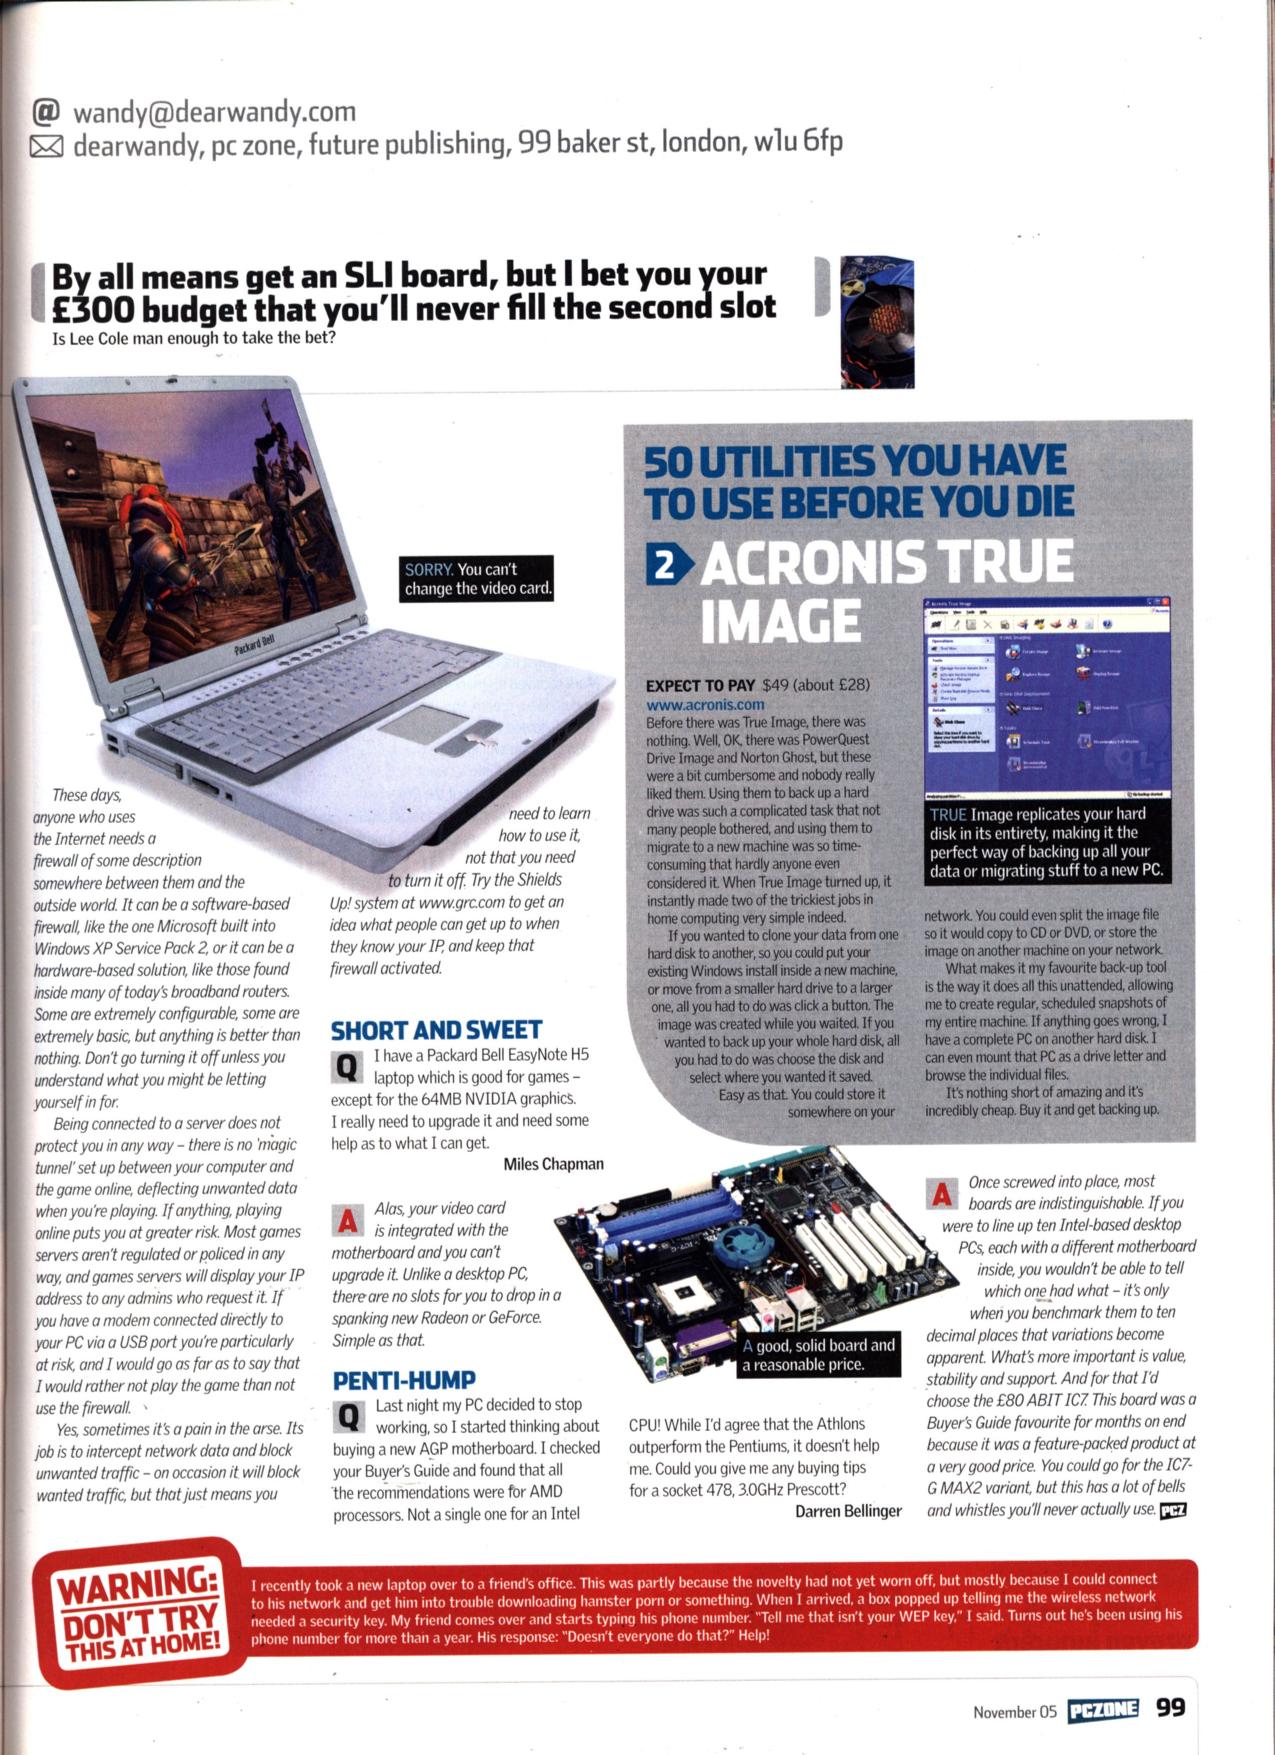 @ wandy@dearwandy.com
dearwandy, pc zone, future publishing, 99 baker st, london, w1u 6fp
By all means get an SLI board, but I bet you your
£300 budget that you'll never fill the second slot
Is Lee Cole man enough to take the bet?
Packard Bell
SORRY. You can't
change the video card.
These days,
anyone who uses
the Internet needs a
firewall of some description
somewhere between them and the
outside world. It can be a software-based
firewall, like the one Microsoft built into
Windows XP Service Pack 2, or it can be a
hardware-based solution, like those found
inside many of today's broadband routers.
Some are extremely configurable, some are
extremely basic, but anything is better than
nothing. Don't go turning it off unless you
understand what you might be letting
yourself in for.
Being connected to a server does not
protect you in any way – there is no 'magic
tunnel' set up between your computer and
the game online, deflecting unwanted data
when you're playing. If anything, playing
online puts you at greater risk. Most games
servers aren't regulated or policed in any
way, and games servers will display your IP
address to any admins who request it. If
you have a modem connected directly to
your PC via a USB port you're particularly
at risk, and I would go as far as to say that
I would rather not play the game than not
use the firewall.
Yes, sometimes it's a pain in the arse. Its
job is to intercept network data and block
unwanted traffic – on occasion it will block
wanted traffic, but that just means you
need to learn
how to use it,
not that you need
to turn it off. Try the Shields
Up! system at www.grc.com to get an
idea what people can get up to when
they know your IP, and keep that
firewall activated.
SHORT AND SWEET
Q I have a Packard Bell EasyNote H5
laptop which is good for games –
except for the 64MB NVIDIA graphics.
I really need to upgrade it and need some
help as to what I can get.
Miles Chapman
A Alas, your video card
is integrated with the
motherboard and you can't
upgrade it. Unlike a desktop PC,
there are no slots for you to drop in a
spanking new Radeon or GeForce.
Simple as that.
PENTI-HUMP
Q Last night my PC decided to stop
working, so I started thinking about
buying a new AGP motherboard. I checked
your Buyer's Guide and found that all
the recommendations were for AMD
processors. Not a single one for an Intel
CPU! While I'd agree that the Athlons
outperform the Pentiums, it doesn't help
me. Could you give me any buying tips
for a socket 478, 3.0GHz Prescott?
Darren Bellinger
A good, solid board and
a reasonable price.
A Once screwed into place, most
boards are indistinguishable. If you
were to line up ten Intel-based desktop
PCs, each with a different motherboard
inside, you wouldn't be able to tell
which one had what – it's only
when you benchmark them to ten
decimal places that variations become
apparent. What's more important is value,
stability and support. And for that I'd
choose the £80 ABIT IC7. This board was a
Buyer's Guide favourite for months on end
because it was a feature-packed product at
a very good price. You could go for the IC7-
G MAX2 variant, but this has a lot of bells
and whistles you'll never actually use. PCZ
50 UTILITIES YOU HAVE
TO USE BEFORE YOU DIE
2 ACRONIS TRUE
IMAGE
EXPECT TO PAY $49 (about £28)
www.acronis.com
Before there was True Image, there was
nothing. Well, OK, there was PowerQuest
Drive Image and Norton Ghost, but these
were a bit cumbersome and nobody really
liked them. Using them to back up a hard
drive was such a complicated task that not
many people bothered, and using them to
migrate to a new machine was so time-
consuming that hardly anyone even
considered it. When True Image turned up, it
instantly made two of the trickiest jobs in
home computing very simple indeed.
If you wanted to clone your data from one
hard disk to another, so you could put your
existing Windows install inside a new machine,
or move from a smaller hard drive to a larger
one, all you had to do was click a button. The
image was created while you waited. If you
wanted to back up your whole hard disk, all
you had to do was choose the disk and
select where you wanted it saved.
Easy as that. You could store it
somewhere on your
TRUE Image replicates your hard
disk in its entirety, making it the
perfect way of backing up all your
data or migrating stuff to a new PC.
network. You could even split the image file
so it would copy to CD or DVD, or store the
image on another machine on your network.
What makes it my favourite back-up tool
is the way it does all this unattended, allowing
me to create regular, scheduled snapshots of
my entire machine. If anything goes wrong, I
have a complete PC on another hard disk. I
can even mount that PC as a drive letter and
browse the individual files.
It's nothing short of amazing and it's
incredibly cheap. Buy it and get backing up.
WARNING:
DON'T TRY
THIS AT HOME!
I recently took a new laptop over to a friend's office. This was partly because the novelty had not yet worn off, but mostly because I could connect
to his network and get him into trouble downloading hamster porn or something. When I arrived, a box popped up telling me the wireless network
needed a security key. My friend comes over and starts typing his phone number. "Tell me that isn't your WEP key," I said. Turns out he's been using his
phone number for more than a year. His response: "Doesn't everyone do that?" Help!
November 05 PCZONE 99